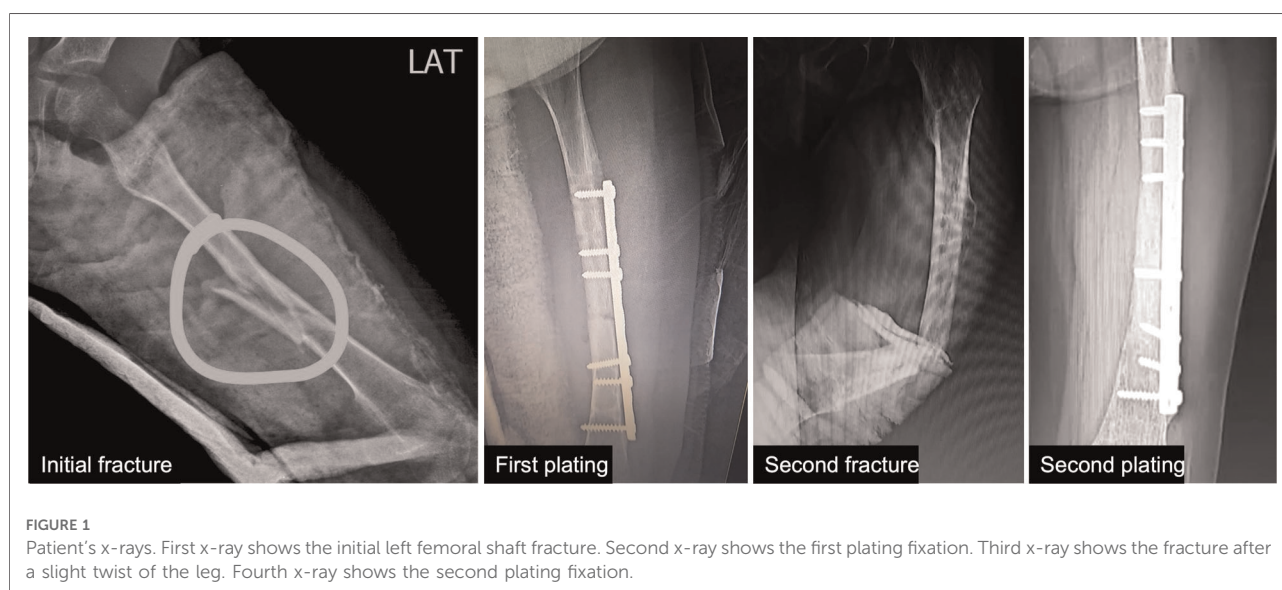 LAT
Initial fracture
First plating
Second fracture
Second plating
FIGURE 1
Patient's x-rays. First x-ray shows the initial left femoral shaft fracture. Second x-ray shows the first plating fixation. Third x-ray shows the fracture after
a slight twist of the leg. Fourth x-ray shows the second plating fixation.